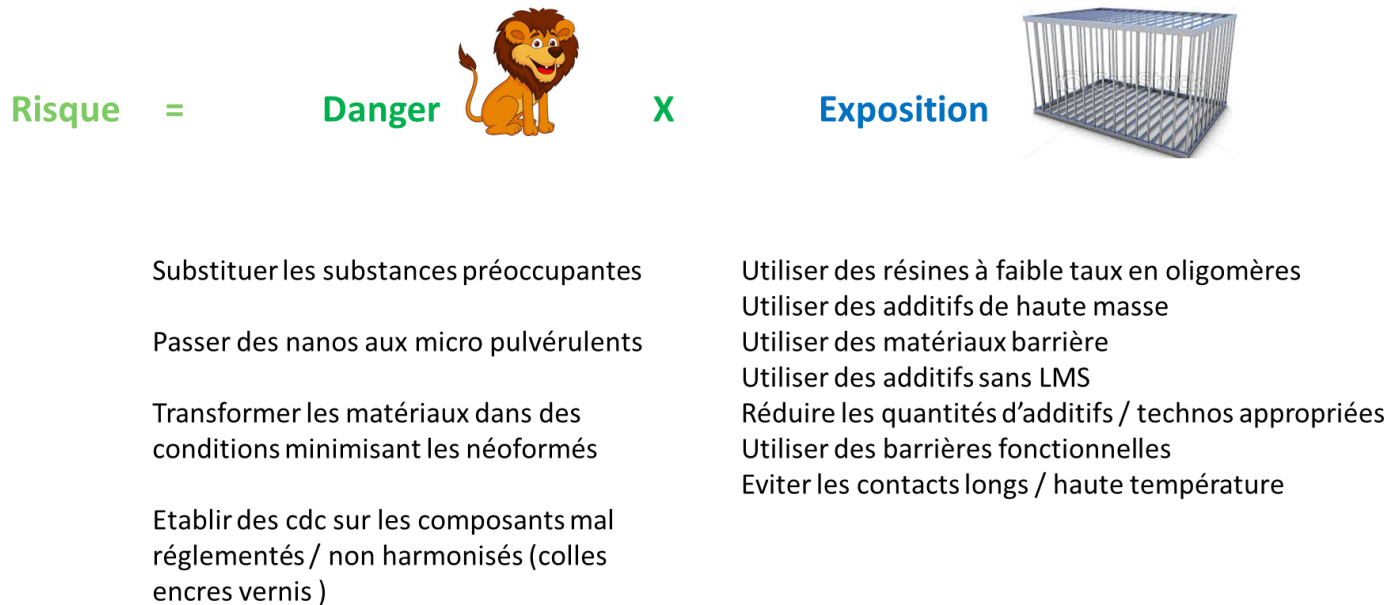 Risque = Danger X Exposition
Substituer les substances préoccupantes
Passer des nanos aux micro pulvérulents
Transformer les matériaux dans des
conditions minimisant les néoformés
Etablir des cdc sur les composants mal
réglementés / non harmonisés (colles
encres vernis )
Utiliser des résines à faible taux en oligomères
Utiliser des additifs de haute masse
Utiliser des matériaux barrière
Utiliser des additifs sans LMS
Réduire les quantités d’additifs / technos appropriées
Utiliser des barrières fonctionnelles
Eviter les contacts longs / haute température